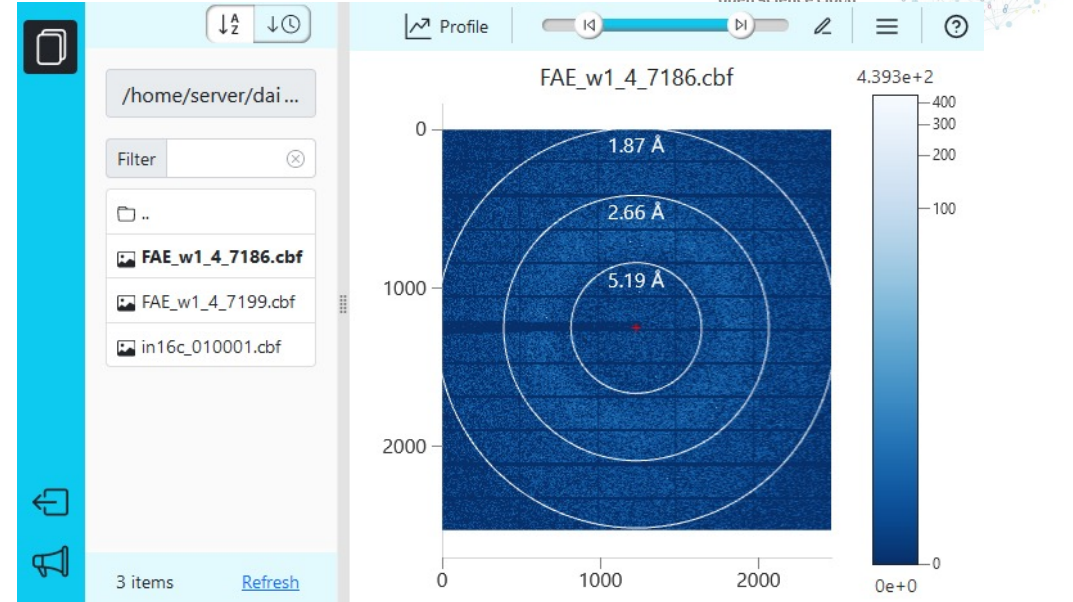 A
Z
Profile
/home/server/dai ...
Filter
..
FAE_w1_4_7186.cbf
FAE_w1_4_7199.cbf
in16c_010001.cbf
3 items
Refresh
FAE_w1_4_7186.cbf
0
1000
2000
1.87 Å
2.66 Å
5.19 Å
0
1000
2000
4.393e+2
400
300
200
100
0
0e+0